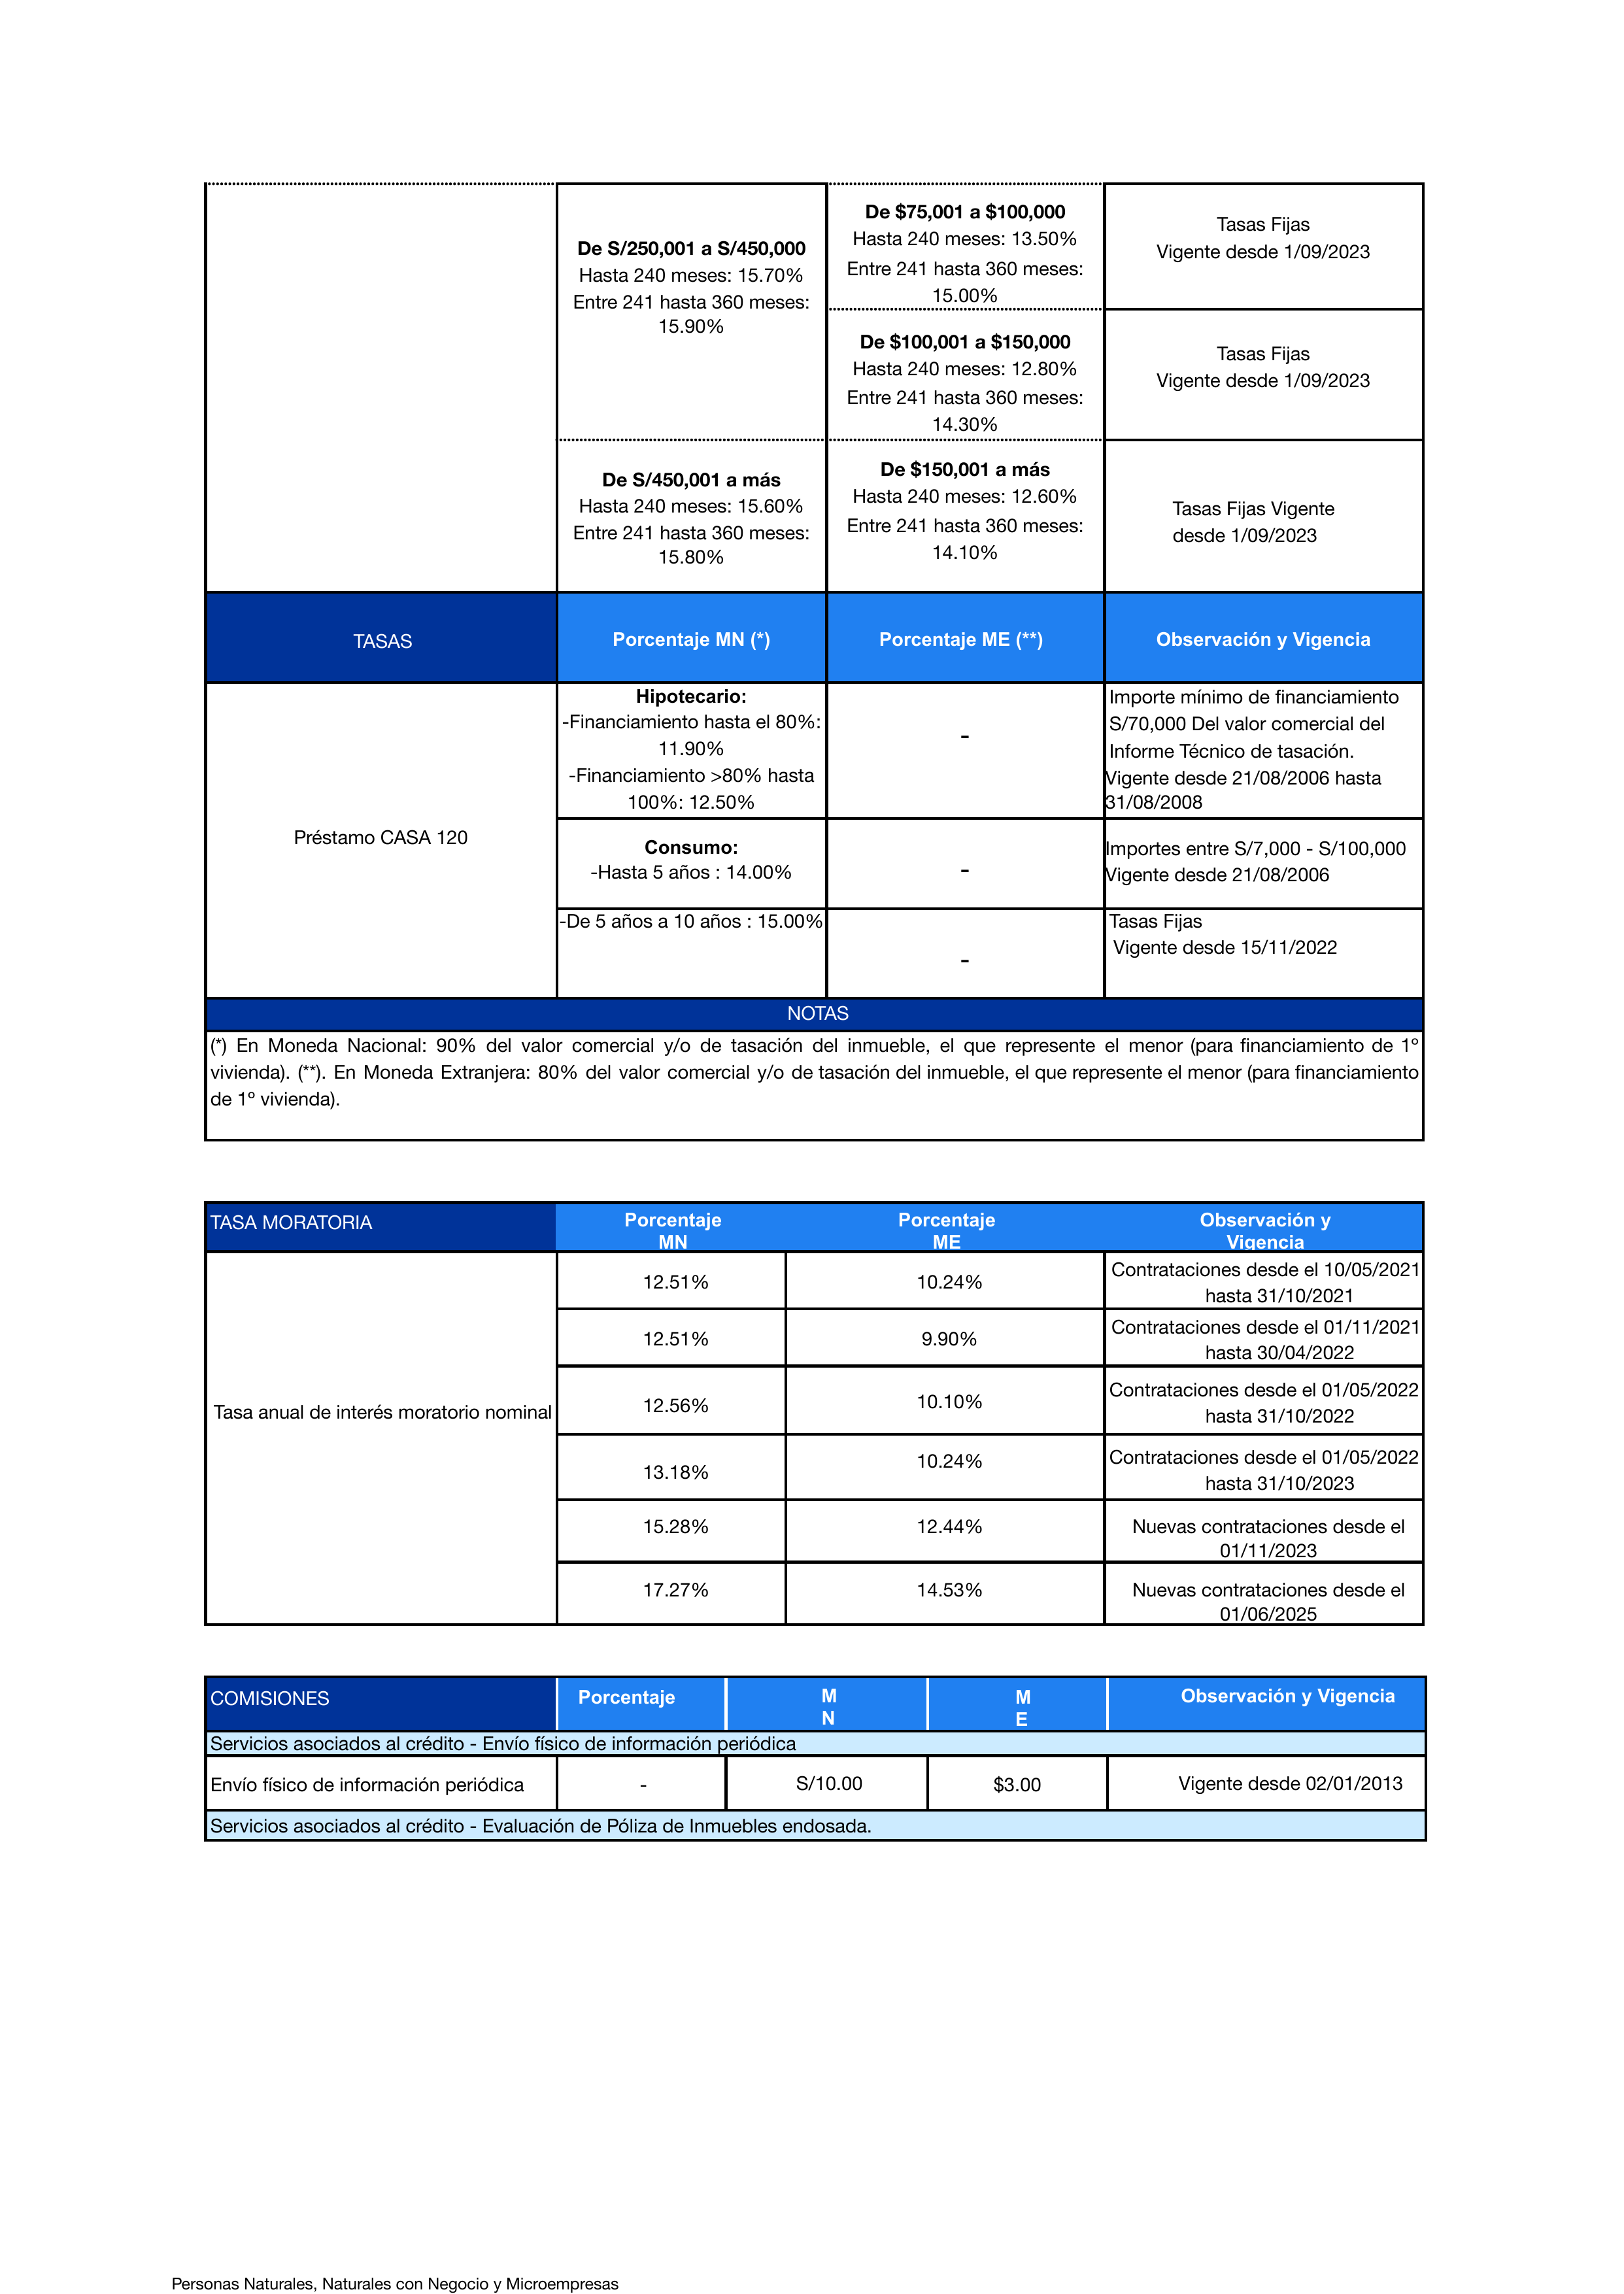 De S/250,001 a S/450,000
Hasta 240 meses: 15.70%
Entre 241 hasta 360 meses:
15.90%
De $75,001 a $100,000
Hasta 240 meses: 13.50%
Entre 241 hasta 360 meses:
15.00%
Tasas Fijas
Vigente desde 1/09/2023
De $100,001 a $150,000
Hasta 240 meses: 12.80%
Entre 241 hasta 360 meses:
14.30%
Tasas Fijas
Vigente desde 1/09/2023
De S/450,001 a más
Hasta 240 meses: 15.60%
Entre 241 hasta 360 meses:
15.80%
De $150,001 a más
Hasta 240 meses: 12.60%
Entre 241 hasta 360 meses:
14.10%
Tasas Fijas Vigente
desde 1/09/2023
TASAS
Porcentaje MN (*)
Porcentaje ME (**)
Observación y Vigencia
Préstamo CASA 120
Hipotecario:
-Financiamiento hasta el 80%:
11.90%
-Financiamiento >80% hasta
100%: 12.50%
-
Importe mínimo de financiamiento
S/70,000 Del valor comercial del
Informe Técnico de tasación.
Vigente desde 21/08/2006 hasta
31/08/2008
Consumo:
-Hasta 5 años : 14.00%
-
Importes entre S/7,000 - S/100,000
Vigente desde 21/08/2006
-De 5 años a 10 años : 15.00%
-
Tasas Fijas
Vigente desde 15/11/2022
NOTAS
(*) En Moneda Nacional: 90% del valor comercial y/o de tasación del inmueble, el que represente el menor (para financiamiento de 1º
vivienda). (**). En Moneda Extranjera: 80% del valor comercial y/o de tasación del inmueble, el que represente el menor (para financiamiento
de 1º vivienda).
TASA MORATORIA
Porcentaje
MN
Porcentaje
ME
Observación y
Vigencia
Tasa anual de interés moratorio nominal
12.51%
10.24%
Contrataciones desde el 10/05/2021
hasta 31/10/2021
12.51%
9.90%
Contrataciones desde el 01/11/2021
hasta 30/04/2022
12.56%
10.10%
Contrataciones desde el 01/05/2022
hasta 31/10/2022
13.18%
10.24%
Contrataciones desde el 01/05/2022
hasta 31/10/2023
15.28%
12.44%
Nuevas contrataciones desde el
01/11/2023
17.27%
14.53%
Nuevas contrataciones desde el
01/06/2025
COMISIONES
Porcentaje
M
N
M
E
Observación y Vigencia
Servicios asociados al crédito - Envío físico de información periódica
Envío físico de información periódica
-
S/10.00
$3.00
Vigente desde 02/01/2013
Servicios asociados al crédito - Evaluación de Póliza de Inmuebles endosada.
Personas Naturales, Naturales con Negocio y Microempresas